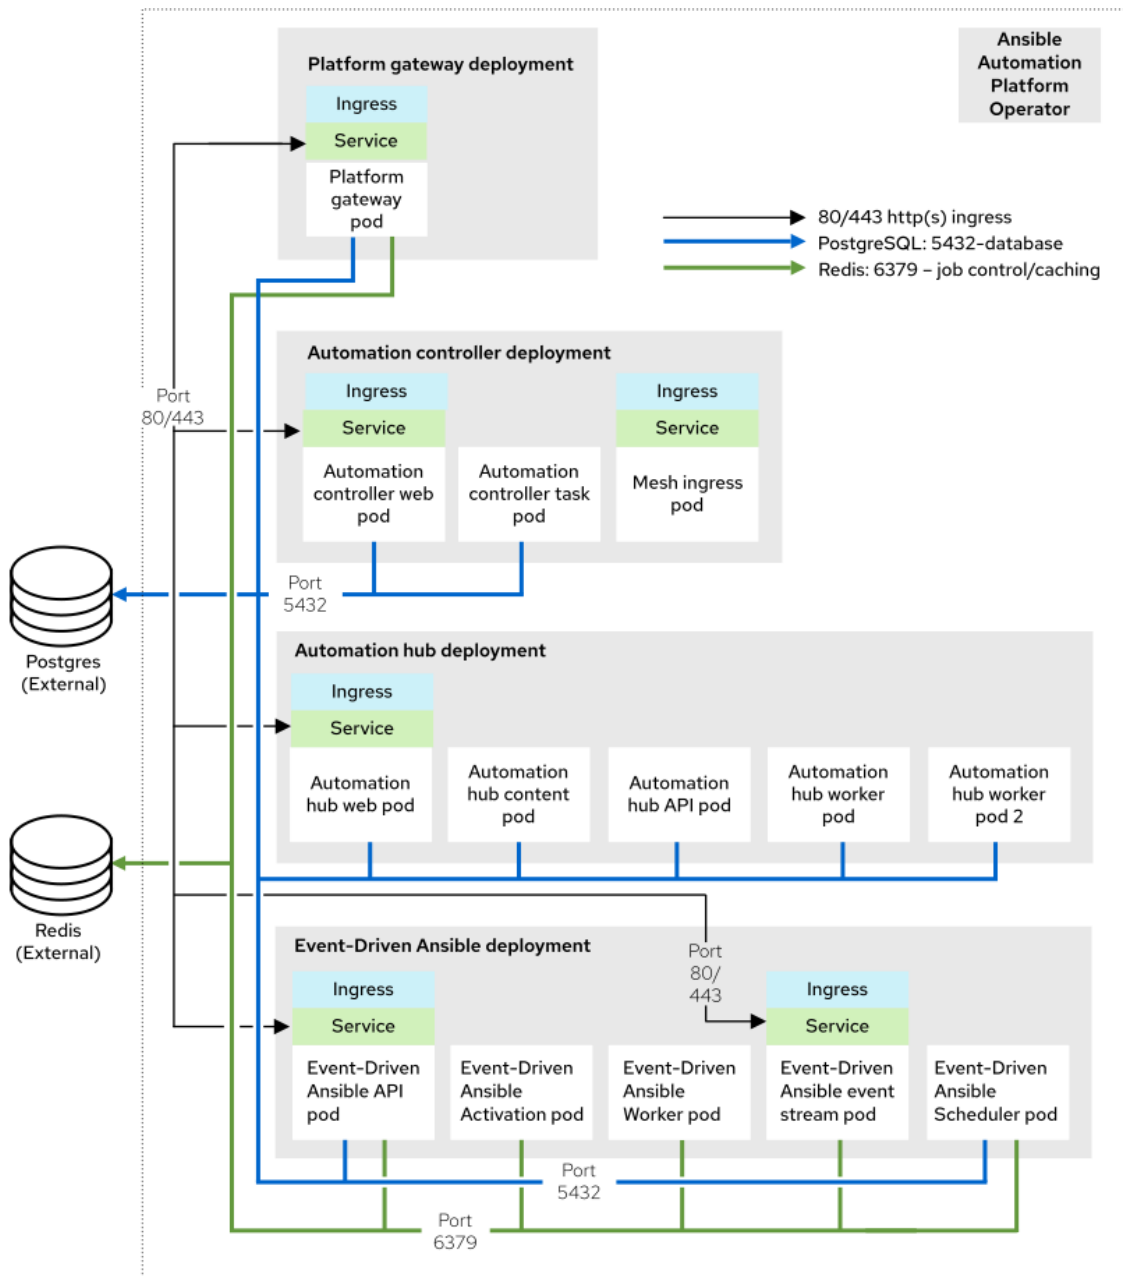 Platform gateway deployment
Ingress
Service
Platform
gateway
pod
Ansible
Automation
Platform
Operator
80/443 http(s) ingress
PostgreSQL: 5432-database
Redis: 6379 – job control/caching
Automation controller deployment
Port
80/443
Ingress
Service
Automation
controller web
pod
Automation
controller task
pod
Ingress
Service
Mesh ingress
pod
Port
5432
Postgres
(External)
Automation hub deployment
Ingress
Service
Automation
hub web pod
Automation
hub content
pod
Automation
hub API pod
Automation
hub worker
pod
Automation
hub worker
pod 2
Redis
(External)
Event-Driven Ansible deployment
Port
80/
443
Ingress
Service
Event-Driven
Ansible API
pod
Event-Driven
Ansible
Activation pod
Event-Driven
Ansible
Worker pod
Ingress
Service
Event-Driven
Ansible event
stream pod
Event-Driven
Ansible
Scheduler pod
Port
5432
Port
6379